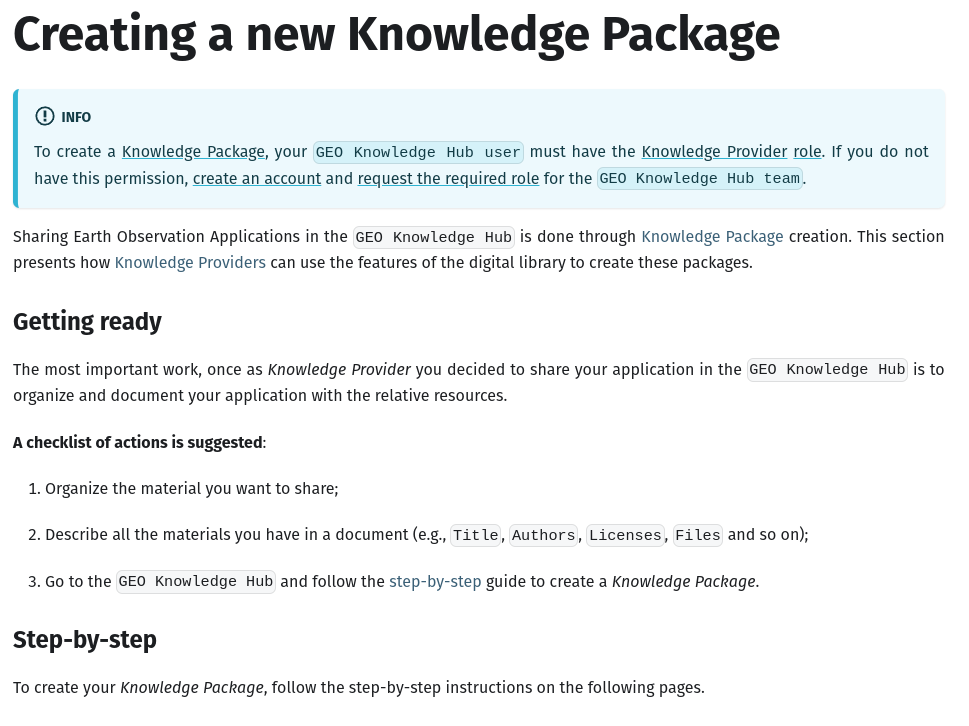 Creating a new Knowledge Package
INFO
To create a Knowledge Package, your GEO Knowledge Hub user must have the Knowledge Provider role. If you do not
have this permission, create an account and request the required role for the GEO Knowledge Hub team.
Sharing Earth Observation Applications in the GEO Knowledge Hub is done through Knowledge Package creation. This section
presents how Knowledge Providers can use the features of the digital library to create these packages.
Getting ready
The most important work, once as Knowledge Provider you decided to share your application in the GEO Knowledge Hub is to
organize and document your application with the relative resources.
A checklist of actions is suggested:
1. Organize the material you want to share;
2. Describe all the materials you have in a document (e.g., Title, Authors, Licenses, Files and so on);
3. Go to the GEO Knowledge Hub and follow the step-by-step guide to create a Knowledge Package.
Step-by-step
To create your Knowledge Package, follow the step-by-step instructions on the following pages.